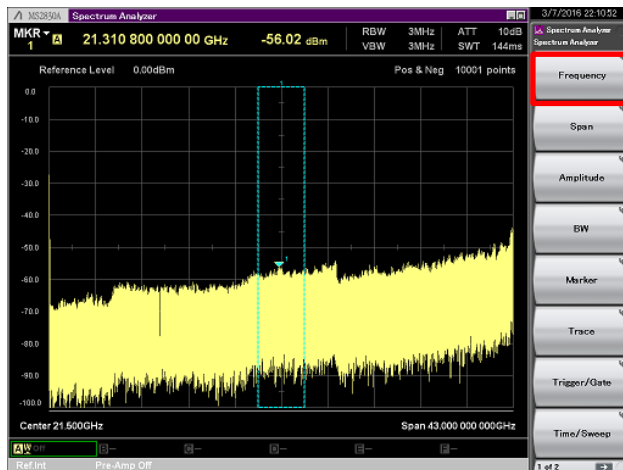 MS2830A Spectrum Analyzer
3/7/2016 22:10:52
MKR 1 A 21.310 800 000 00 GHz -56.02 dBm
RBW 3MHz ATT 10dB
VBW 3MHz SWT 144ms
Spectrum Analyzer
Spectrum Analyzer
Reference Level 0.00dBm Pos & Neg 10001 points
Frequency
Span
Amplitude
BW
Marker
Trace
Trigger/Gate
Time/Sweep
1
0.0
-10.0
-20.0
-30.0
-40.0
-50.0
1
-60.0
-70.0
-80.0
-90.0
-100.0
Center 21.500GHz Span 43.000 000 000GHz
A Off B- C- D- E- F-
Ref.Int Pre-Amp Off
1 of 2